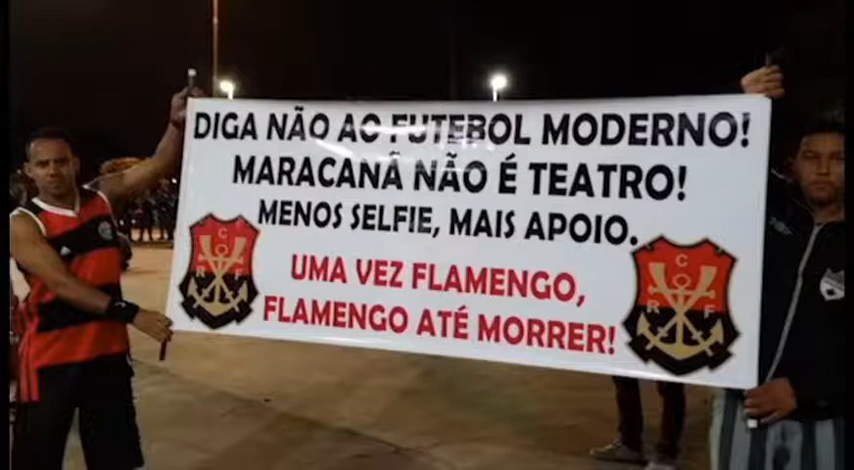 DIGA NÃO AO FUTEBOL MODERNO!
MARACANÃ NÃO É TEATRO!
MENOS SELFIE, MAIS APOIO.
UMA VEZ FLAMENGO,
FLAMENGO ATÉ MORRER!
C
R F
C
R F